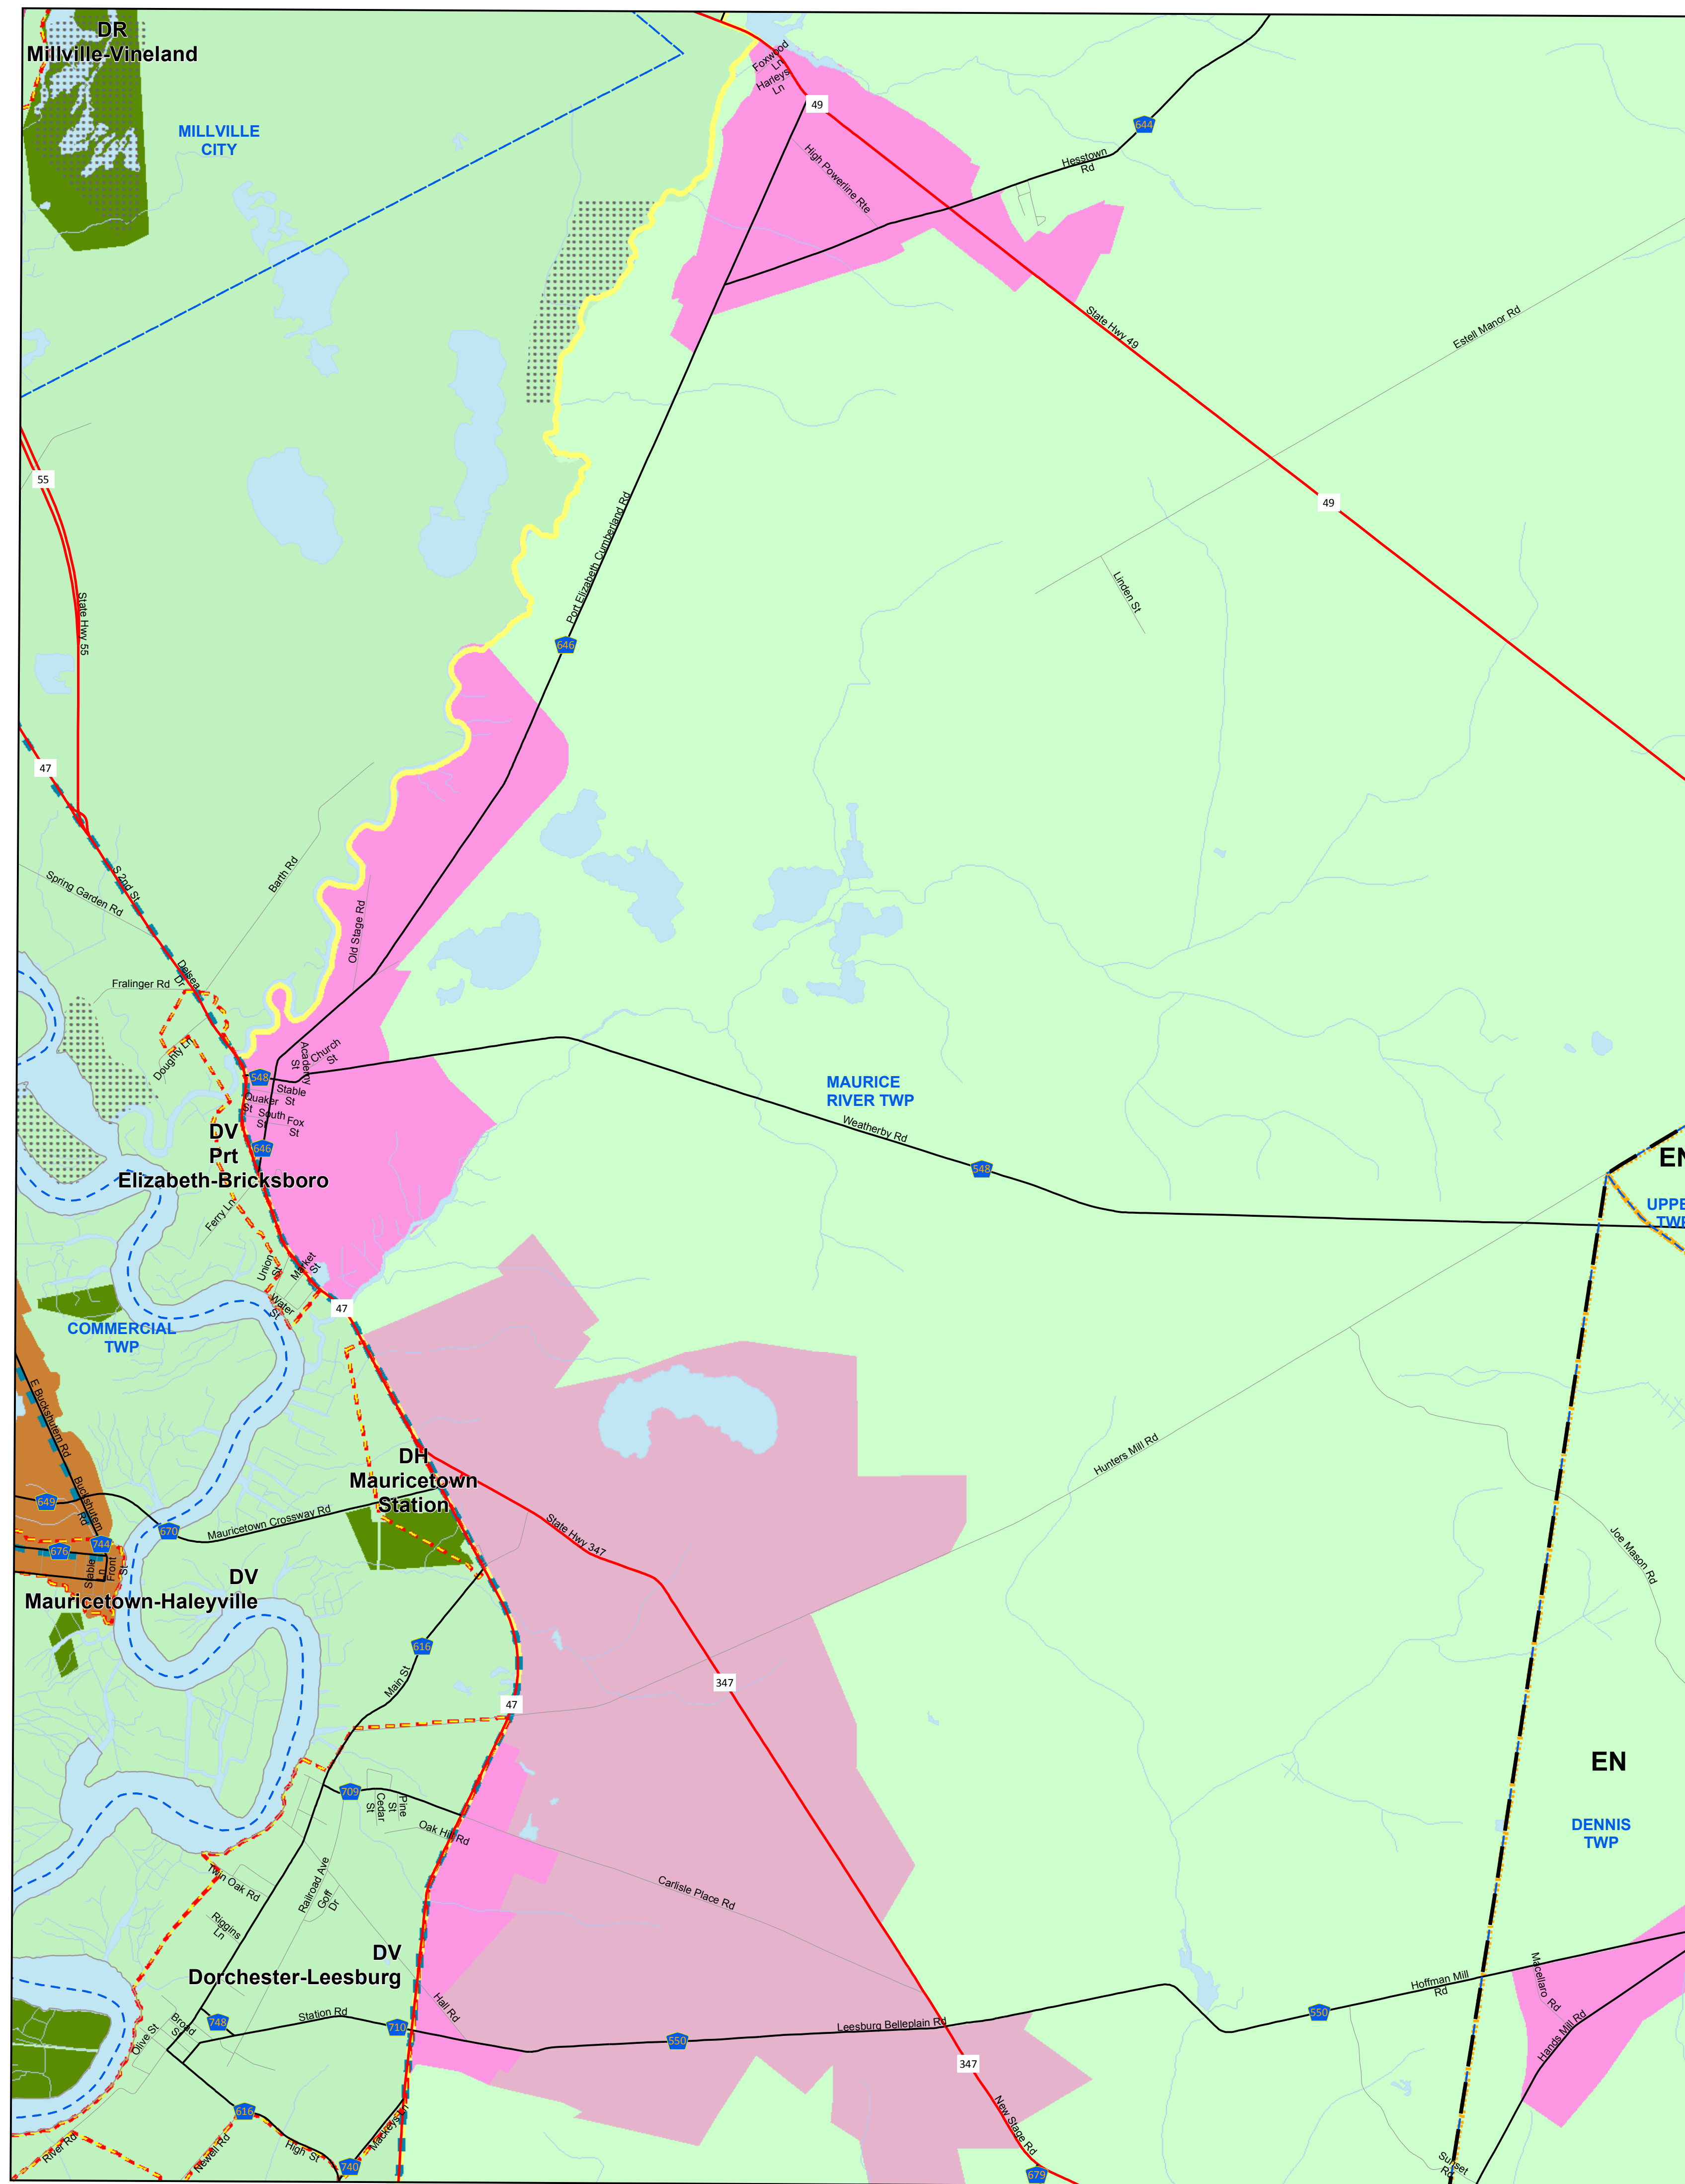 DR
Millville-Vineland
MILLVILLE
CITY
Foxwood
Ln
Harleys
Ln
49
644
Hesstown
Rd
High Powerline Rte
State Hwy 49
Estell Manor Rd
55
49
Port Elizabeth Cumberland Rd
Linden St
State Hwy 55
646
47
S 2nd St
Spring Garden Rd
Barth Rd
Old Stage Rd
Delsea
Dr
Fralinger Rd
Doughty Ln
Academy
St
Church
St
548
Stable
St
Quaker
St
South
St
Fox
St
646
MAURICE
RIVER TWP
Weatherby Rd
548
DV
Prt
Elizabeth-Bricksboro
EN
UPPE
TWP
Ferry Ln
Union
St
Market
St
Water
St
47
COMMERCIAL
TWP
E Buckshutem Rd
Buckshutem
Rd
DH
Mauricetown
Station
Hunters Mill Rd
649
670
Mauricetown Crossway Rd
State Hwy 347
744
676
Stable
Ln
Front
St
Joe Mason Rd
DV
Mauricetown-Haleyville
616
Main St
347
47
EN
709
Pine
St
Cedar
St
Oak Hill Rd
DENNIS
TWP
Twin Oak Rd
Railroad Ave
Goff
Dr
Carlisle Place Rd
Riggins
Ln
DV
Dorchester-Leesburg
Hall Rd
Macellaro Rd
Hoffman Mill
Rd
550
Station Rd
748
Broad
St
710
Leesburg Belleplain Rd
550
Olive St
Hands Mill Rd
347
616
New Stage Rd
Mackeys Ln
River Rd
Newell Rd
High St
740
679
Sunset
Rd